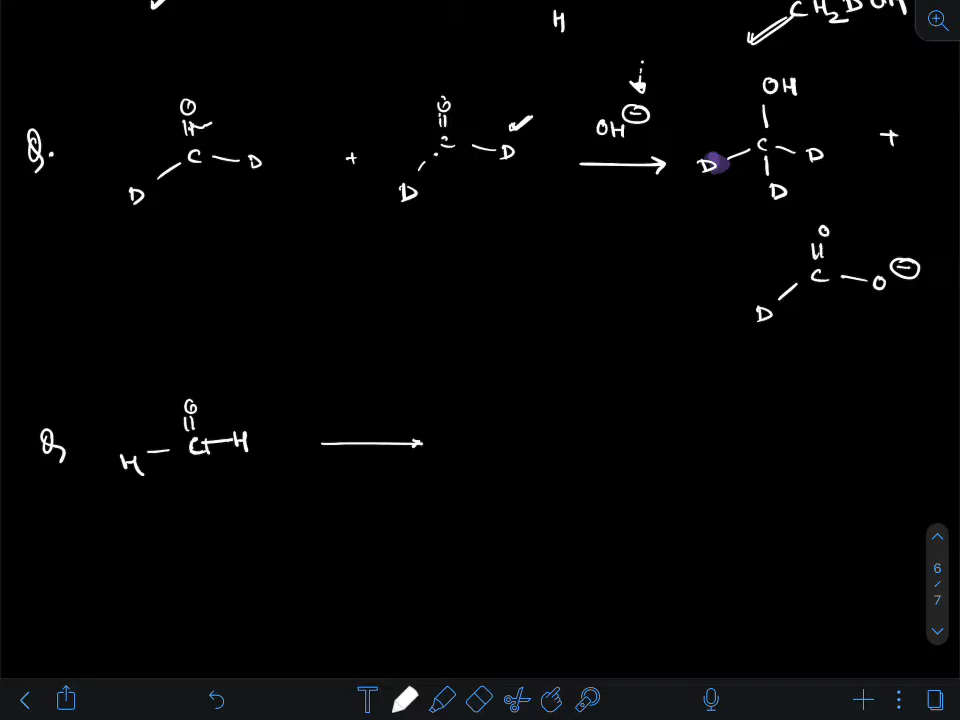 H
CH2DOH
Q.
O
||
D — C — D
+
O
||
D — C — D
OH⊖
→
OH
|
D — C — D
|
D
+
O
||
D — C — O⊖
Q
O
||
H — C — H
→
6
/
7
T